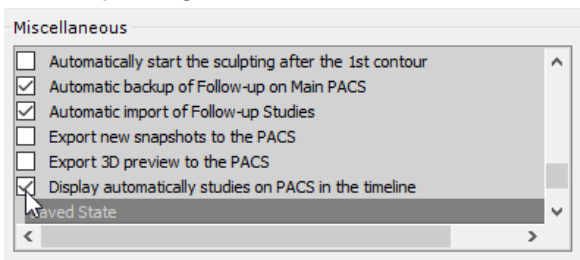 Miscellaneous
Automatically start the sculpting after the 1st contour
Automatic backup of Follow-up on Main PACS
Automatic import of Follow-up Studies
Export new snapshots to the PACS
Export 3D preview to the PACS
Display automatically studies on PACS in the timeline
Saved State